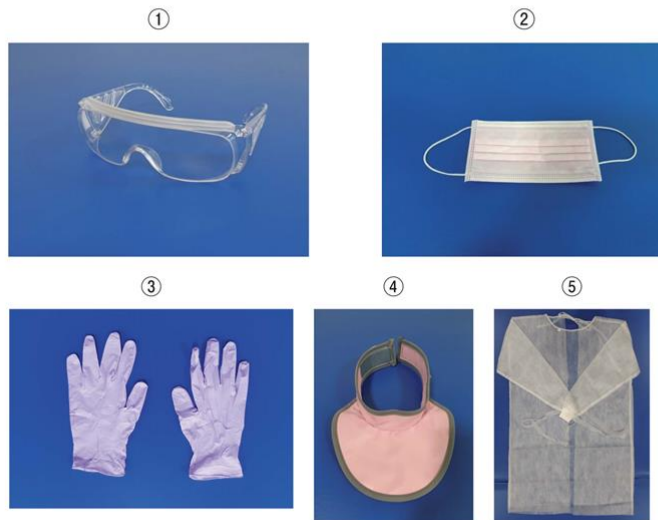 ① ②
③ ④ ⑤